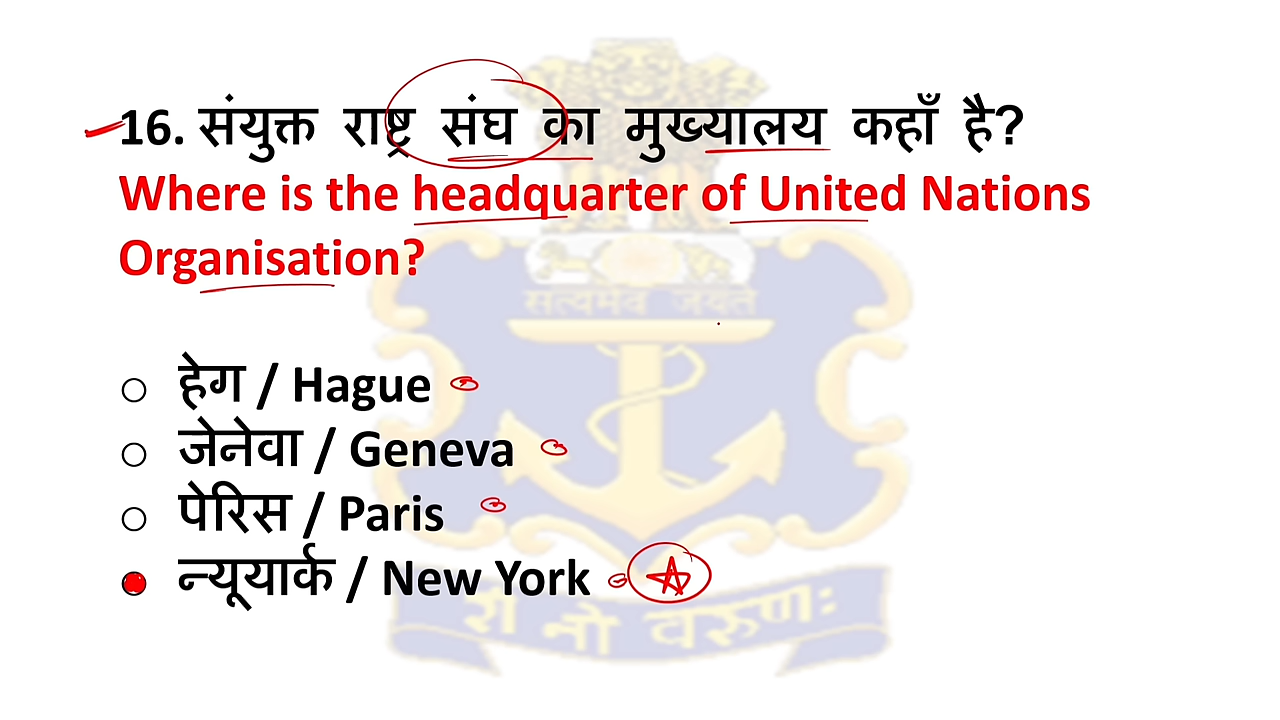 16. संयुक्त राष्ट्र संघ का मुख्यालय कहाँ है?
Where is the headquarter of United Nations
Organisation?
सत्यमेव जयते
हेग / Hague
जेनेवा / Geneva
पेरिस / Paris
न्यूयार्क / New York
शं नो वरुणः